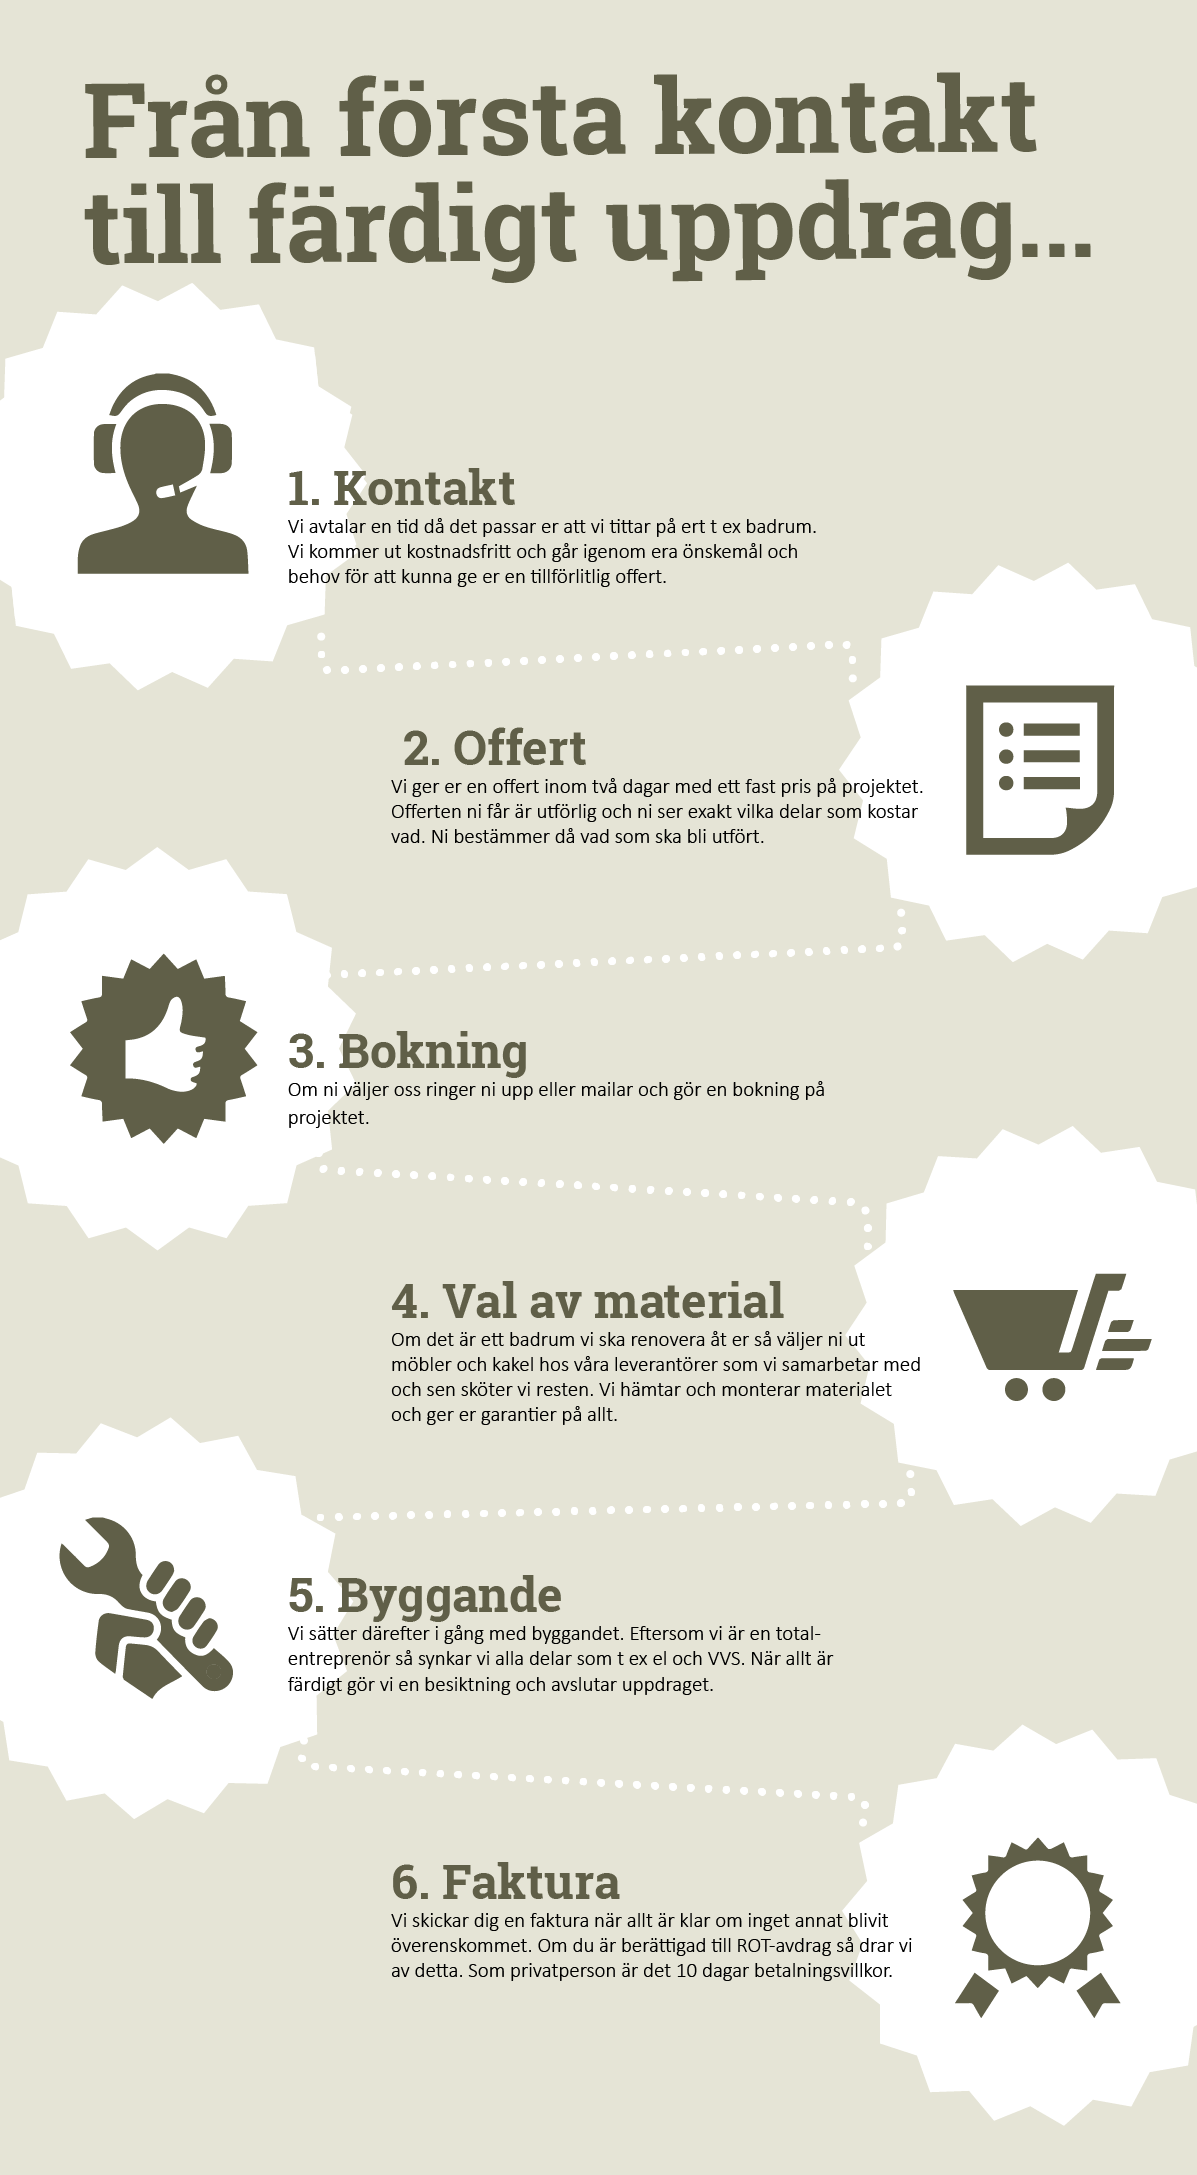 Från första kontakt
till färdigt uppdrag...
1. Kontakt
Vi avtalar en tid då det passar er att vi tittar på ert t ex badrum.
Vi kommer ut kostnadsfritt och går igenom era önskemål och
behov för att kunna ge er en tillförlitlig offert.
2. Offert
Vi ger er en offert inom två dagar med ett fast pris på projektet.
Offerten ni får är utförlig och ni ser exakt vilka delar som kostar
vad. Ni bestämmer då vad som ska bli utfört.
3. Bokning
Om ni väljer oss ringer ni upp eller mailar och gör en bokning på
projektet.
4. Val av material
Om det är ett badrum vi ska renovera åt er så väljer ni ut
möbler och kakel hos våra leverantörer som vi samarbetar med
och sen sköter vi resten. Vi hämtar och monterar materialet
och ger er garantier på allt.
5. Byggande
Vi sätter därefter i gång med byggandet. Eftersom vi är en total-
entreprenör så synkar vi alla delar som t ex el och VVS. När allt är
färdigt gör vi en besiktning och avslutar uppdraget.
6. Faktura
Vi skickar dig en faktura när allt är klar om inget annat blivit
överenskommet. Om du är berättigad till ROT-avdrag så drar vi
av detta. Som privatperson är det 10 dagar betalningsvillkor.